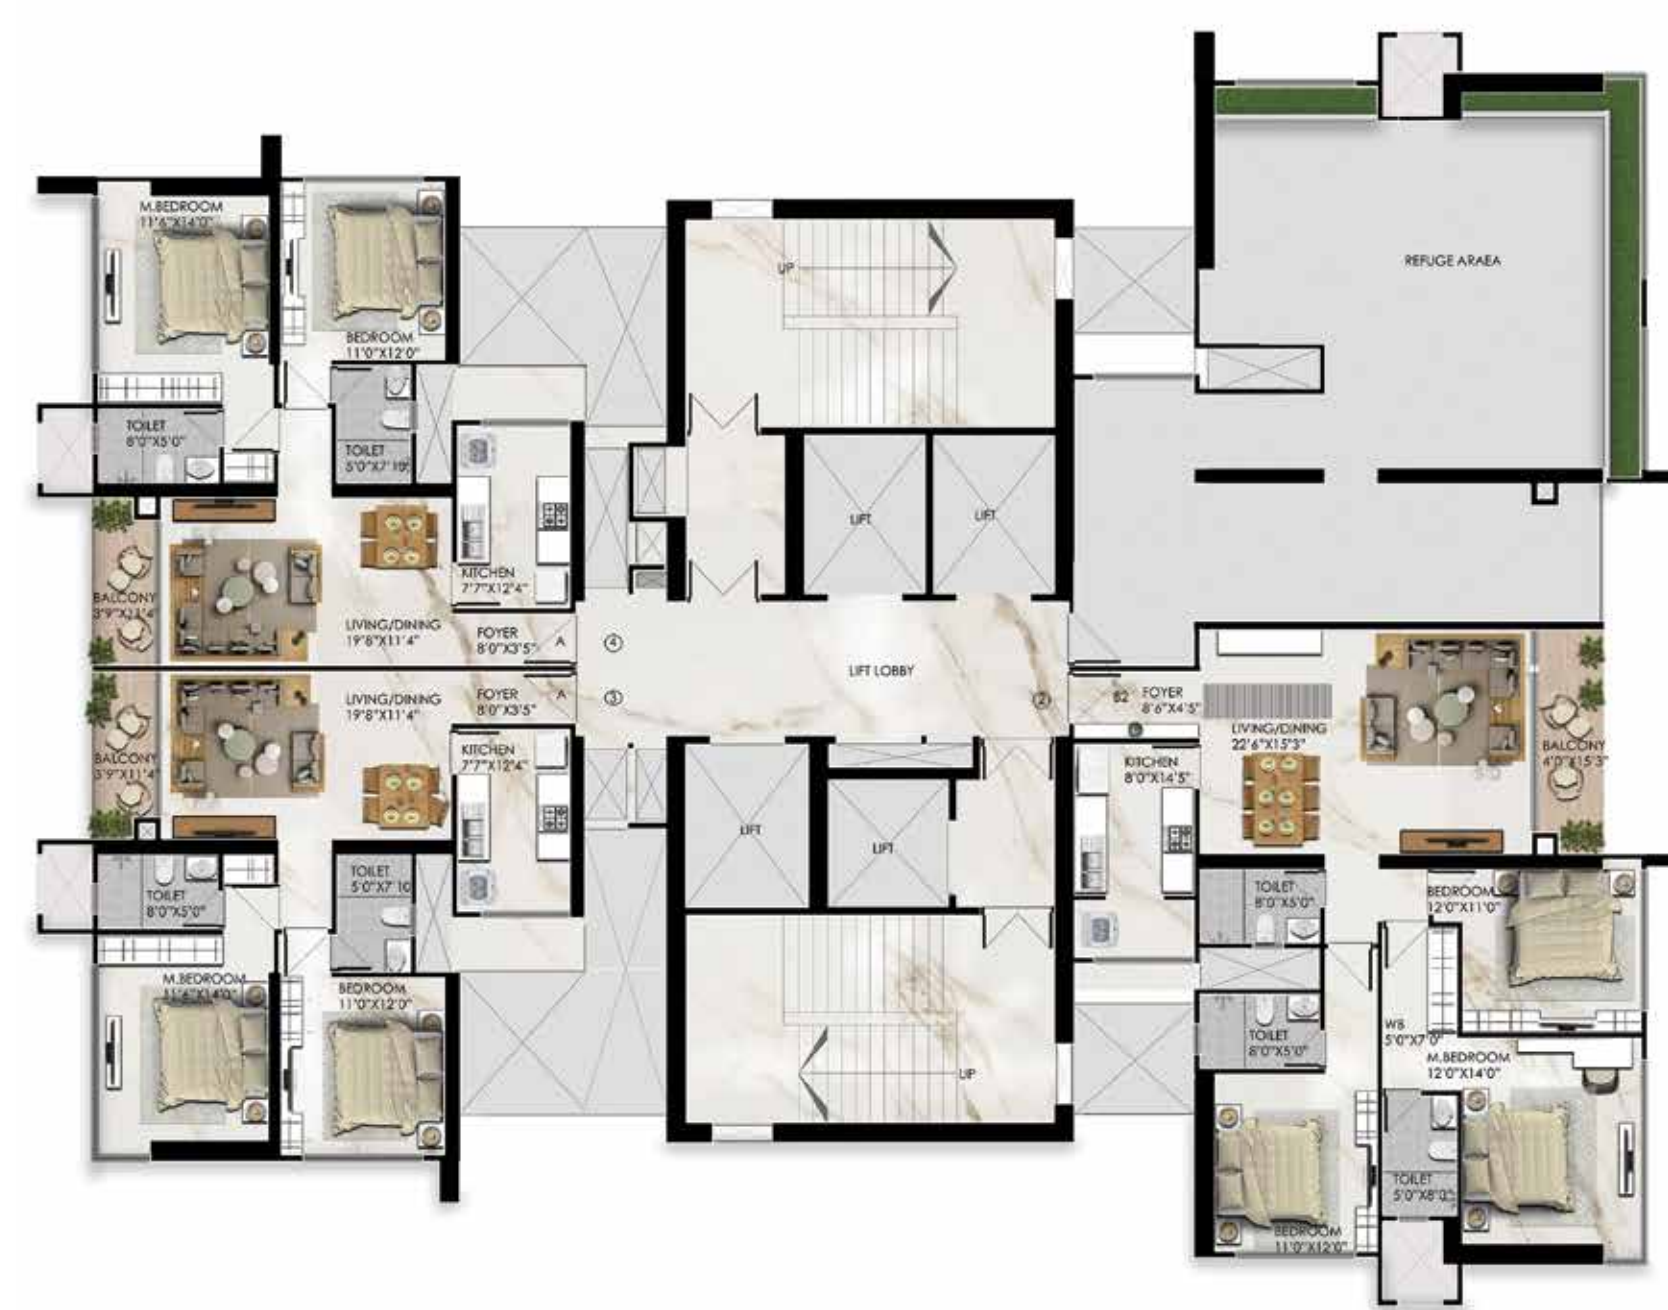 M.BEDROOM
11'6"X14'0"
BEDROOM
11'0"X12'0"
TOILET
8'0"X5'0"
TOILET
5'0"X7'10"
KITCHEN
7'7"X12'4"
BALCONY
3'9"X11'4"
LIVING/DINING
19'8"X11'4"
FOYER
8'0"X3'5"
A
4
UP
LIFT
LIFT
REFUGE ARAEA
LIFT LOBBY
LIVING/DINING
19'8"X11'4"
FOYER
8'0"X3'5"
A
3
BALCONY
3'9"X11'4"
KITCHEN
7'7"X12'4"
TOILET
8'0"X5'0"
TOILET
5'0"X7'10
M.BEDROOM
11'6"X14'0"
BEDROOM
11'0"X12'0"
LIFT
LIFT
UP
2
B2
FOYER
8'6"X4'5"
LIVING/DINING
22'6"X15'3"
BALCONY
4'0"X15'3"
KITCHEN
8'0"X14'5"
TOILET
8'0"X5'0"
BEDROOM
12'0"X11'0"
TOILET
8'0"X5'0"
WB
5'0"X7'0"
M.BEDROOM
12'0"X14'0"
TOILET
5'0"X8'0"
BEDROOM
11'0"X12'0"